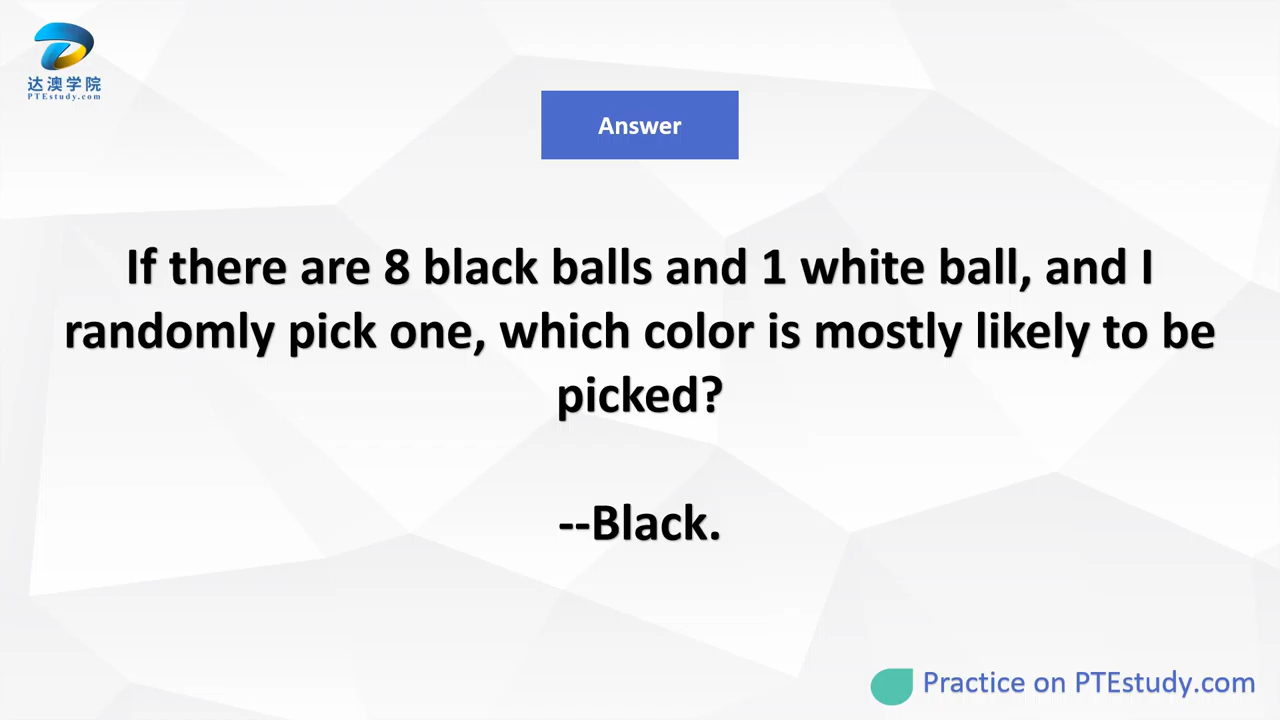 达澳学院
PTEstudy.com
Answer
If there are 8 black balls and 1 white ball, and I
randomly pick one, which color is mostly likely to be
picked?
--Black.
Practice on PTEstudy.com